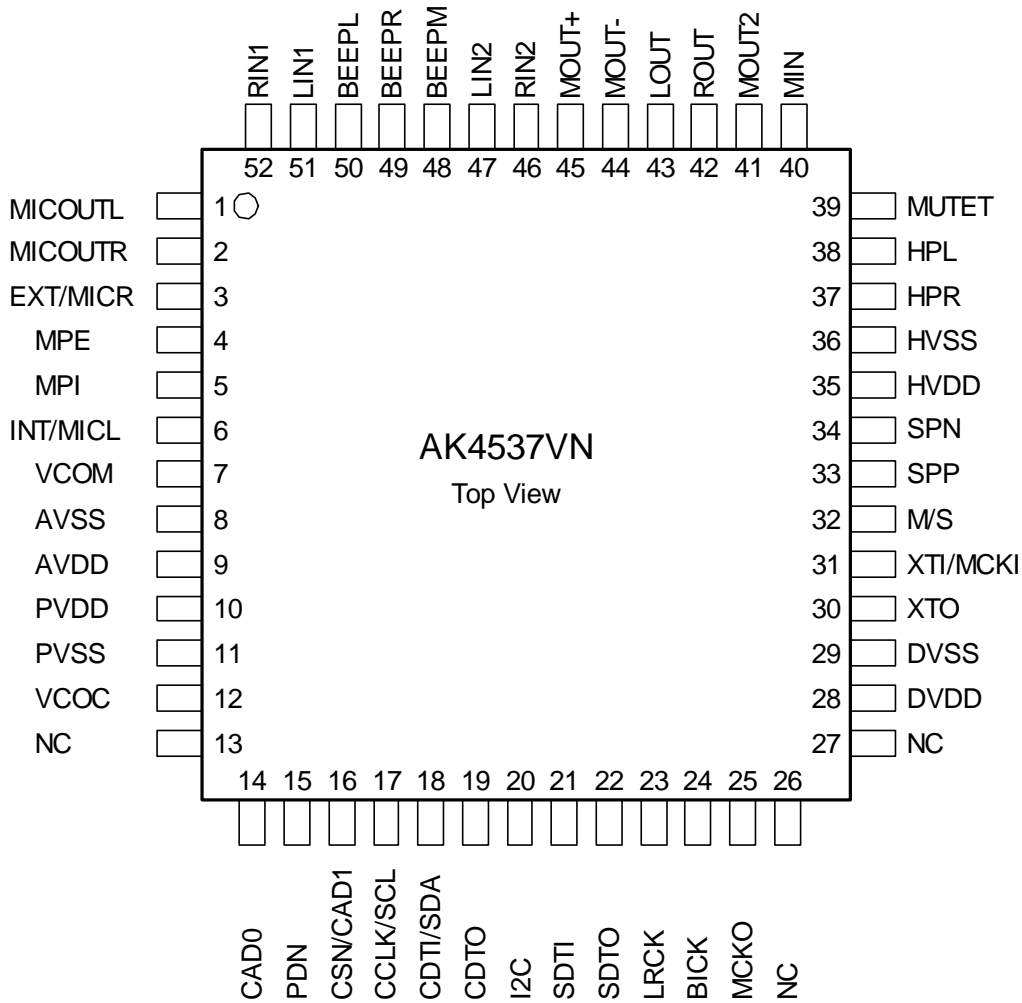 RIN1
LIN1
BEEPL
BEEPR
BEEPM
LIN2
RIN2
MOUT+
MOUT-
LOUT
ROUT
MOUT2
MIN
52 51 50 49 48 47 46 45 44 43 42 41 40
MICOUTL 1 39 MUTET
MICOUTR 2 38 HPL
EXT/MICR 3 37 HPR
MPE 4 36 HVSS
MPI 5 35 HVDD
INT/MICL 6 34 SPN
VCOM 7 33 SPP
AVSS 8 32 M/S
AVDD 9 31 XTI/MCKI
PVDD 10 30 XTO
PVSS 11 29 DVSS
VCOC 12 28 DVDD
NC 13 27 NC
AK4537VN
Top View
14 15 16 17 18 19 20 21 22 23 24 25 26
CAD0
PDN
CSN/CAD1
CCLK/SCL
CDTI/SDA
CDTO
I2C
SDTI
SDTO
LRCK
BICK
MCKO
NC